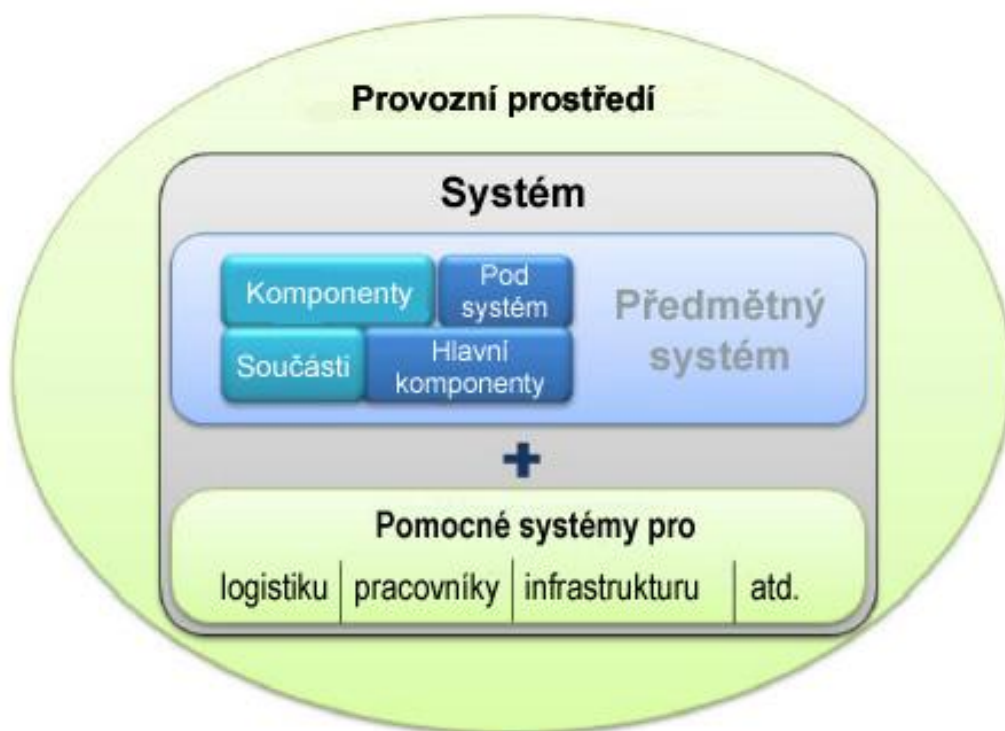 Provozní prostředí
Systém
Komponenty
Pod
systém
Součásti
Hlavní
komponenty
Předmětný
systém
+
Pomocné systémy pro
logistiku
pracovníky
infrastrukturu
atd.